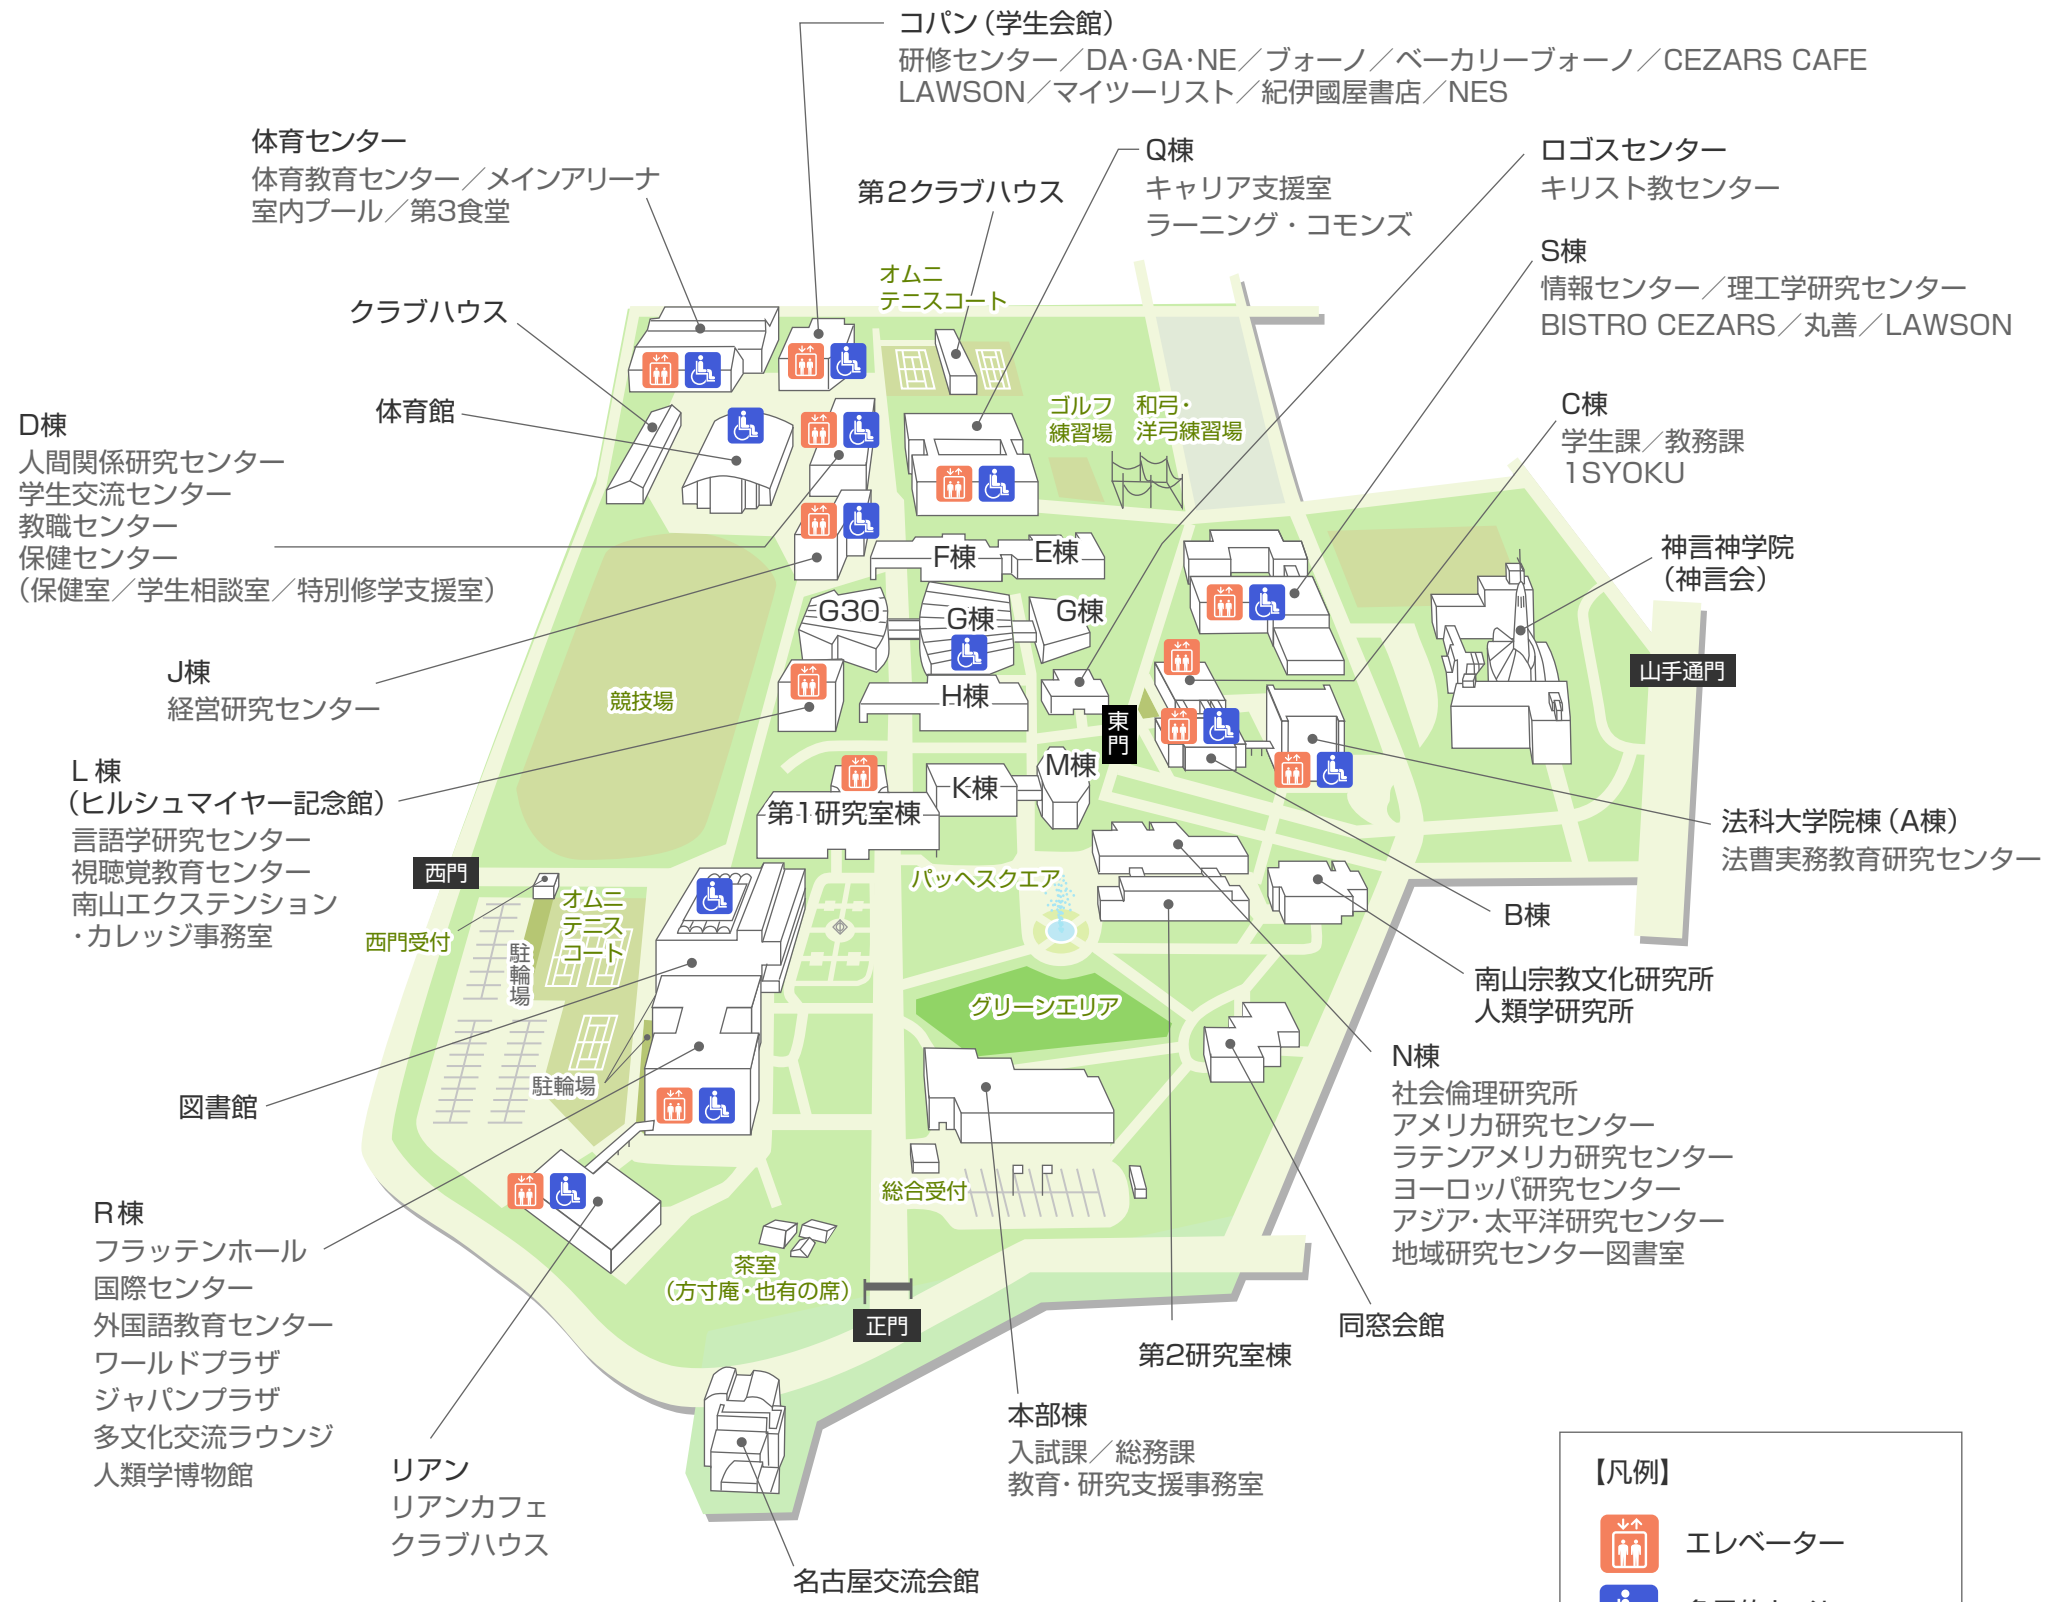 コパン（学生会館）
研修センター／DA･GA･NE／ブォーノ／ベーカリーブォーノ／CEZARS CAFE
LAWSON／マイツーリスト／紀伊國屋書店／NES
体育センター
体育教育センター／メインアリーナ
室内プール／第3食堂
第2クラブハウス
Q棟
キャリア支援室
ラーニング・コモンズ
ロゴスセンター
キリスト教センター
S棟
情報センター／理工学研究センター
BISTRO CEZARS／丸善／LAWSON
クラブハウス
オムニ
テニスコート
体育館
ゴルフ
練習場
和弓・
洋弓練習場
C棟
学生課／教務課
1SYOKU
D棟
人間関係研究センター
学生交流センター
教職センター
保健センター
（保健室／学生相談室／特別修学支援室）
神言神学院
（神言会）
F棟
E棟
G30
G棟
G棟
H棟
J棟
経営研究センター
競技場
山手通門
東門
L 棟
（ヒルシュマイヤー記念館）
言語学研究センター
視聴覚教育センター
南山エクステンション
・カレッジ事務室
M棟
K棟
第1研究室棟
法科大学院棟（A棟）
法曹実務教育研究センター
西門
西門受付
オムニ
テニス
コート
駐輪場
パッヘスクエア
B棟
南山宗教文化研究所
人類学研究所
グリーンエリア
駐輪場
図書館
N棟
社会倫理研究所
アメリカ研究センター
ラテンアメリカ研究センター
ヨーロッパ研究センター
アジア・太平洋研究センター
地域研究センター図書室
R 棟
フラッテンホール
国際センター
外国語教育センター
ワールドプラザ
ジャパンプラザ
多文化交流ラウンジ
人類学博物館
総合受付
茶室
（方寸庵・也有の席）
正門
同窓会館
第2研究室棟
本部棟
入試課／総務課
教育・研究支援事務室
リアン
リアンカフェ
クラブハウス
名古屋交流会館
【凡例】
エレベーター